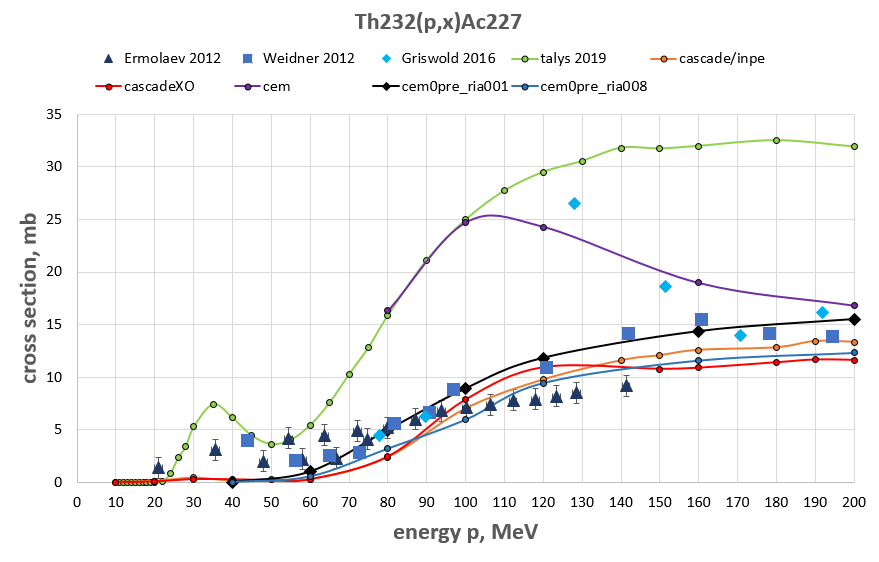 Th232(p,x)Ac227
Ermolaev 2012 Weidner 2012 Griswold 2016 talys 2019 cascade/inpe
cascadeXO cem cem0pre_ria001 cem0pre_ria008
35
30
25
20
15
10
5
0
cross section, mb
0 10 20 30 40 50 60 70 80 90 100 110 120 130 140 150 160 170 180 190 200
energy p, MeV